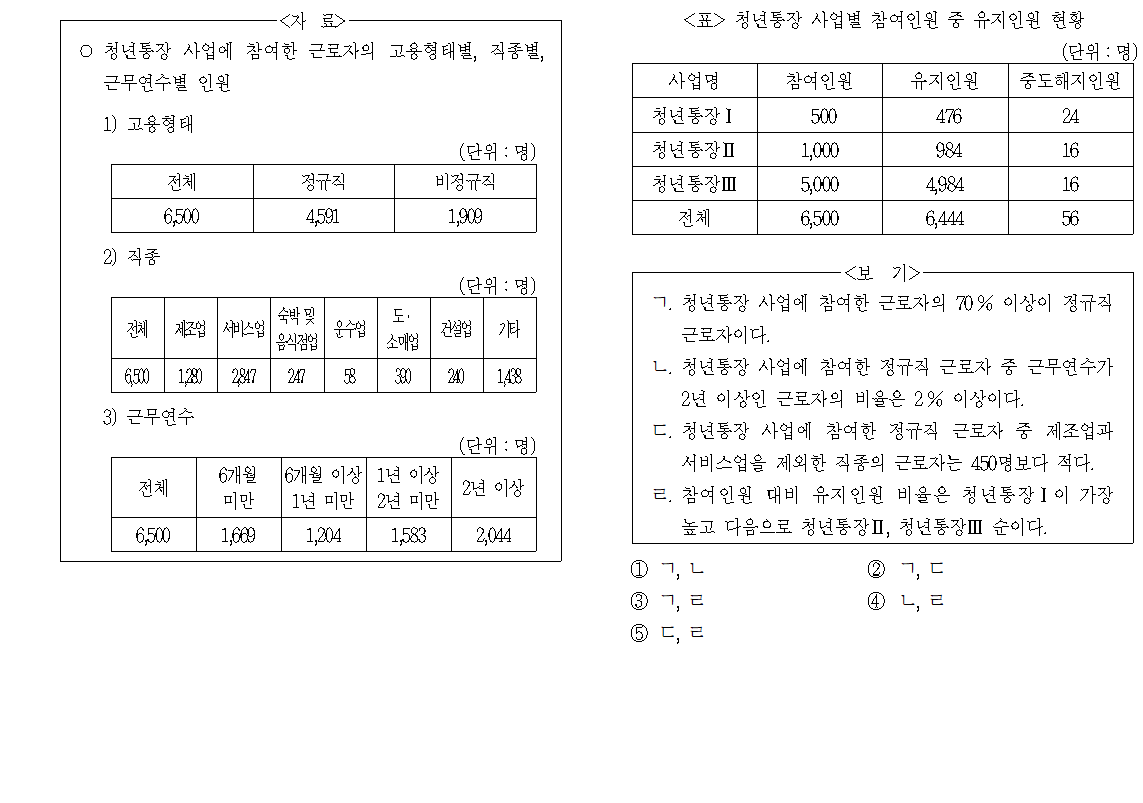 <자 료>
○ 청년통장 사업에 참여한 근로자의 고용형태별, 직종별,
근무연수별 인원
1) 고용형태
(단위 : 명)
전체 정규직 비정규직
6,500 4,591 1,909
2) 직종
(단위 : 명)
전체 제조업 서비스업 숙박 및 음식점업 운수업 도·소매업 건설업 기타
6,500 1,280 2,847 247 58 390 240 1,438
3) 근무연수
(단위 : 명)
전체 6개월 미만 6개월 이상 1년 미만 1년 이상 2년 미만 2년 이상
6,500 1,669 1,204 1,583 2,044
<표> 청년통장 사업별 참여인원 중 유지인원 현황
(단위 : 명)
사업명 참여인원 유지인원 중도해지인원
청년통장Ⅰ 500 476 24
청년통장Ⅱ 1,000 984 16
청년통장Ⅲ 5,000 4,984 16
전체 6,500 6,444 56
<보 기>
ㄱ. 청년통장 사업에 참여한 근로자의 70% 이상이 정규직
근로자이다.
ㄴ. 청년통장 사업에 참여한 정규직 근로자 중 근무연수가
2년 이상인 근로자의 비율은 2% 이상이다.
ㄷ. 청년통장 사업에 참여한 정규직 근로자 중 제조업과
서비스업을 제외한 직종의 근로자는 450명보다 적다.
ㄹ. 참여인원 대비 유지인원 비율은 청년통장Ⅰ이 가장
높고 다음으로 청년통장Ⅱ, 청년통장Ⅲ 순이다.
① ㄱ, ㄴ ② ㄱ, ㄷ
③ ㄱ, ㄹ ④ ㄴ, ㄹ
⑤ ㄷ, ㄹ